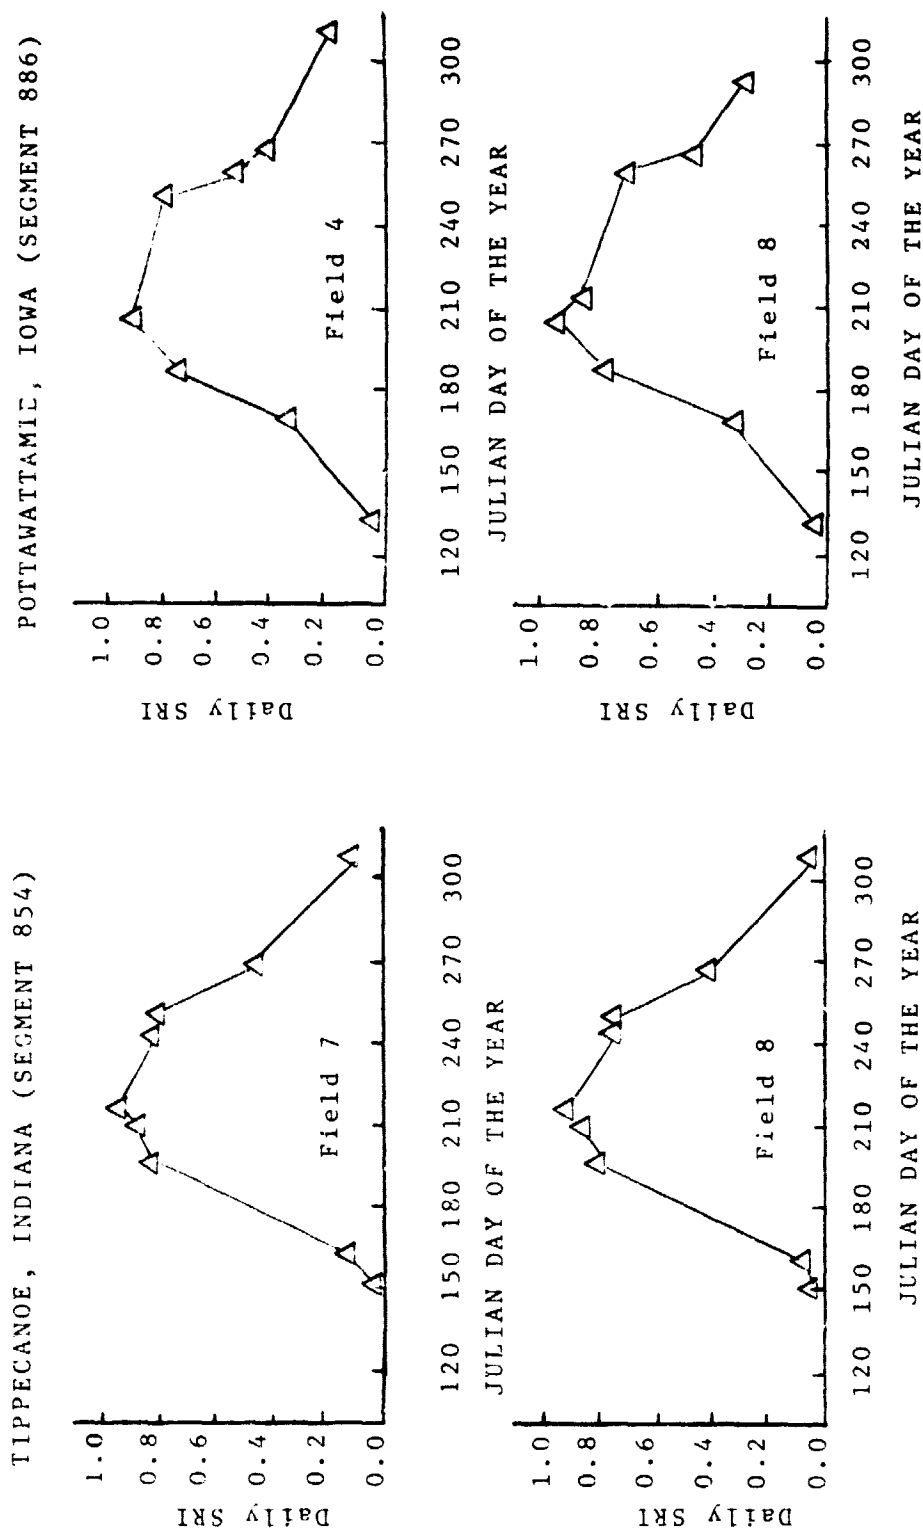 TIPPECANOE, INDIANA (SEGMENT 854)
Daily SRI
1.0
0.8
0.6
0.4
0.2
0.0
Field 7
120 150 180 210 240 270 300
JULIAN DAY OF THE YEAR
Daily SRI
1.0
0.8
0.6
0.4
0.2
0.0
Field 8
120 150 180 210 240 270 300
JULIAN DAY OF THE YEAR
POTTAWATTAMIE, IOWA (SEGMENT 886)
Daily SRI
1.0
0.8
0.6
0.4
0.2
0.0
Field 4
120 150 180 210 240 270 300
JULIAN DAY OF THE YEAR
Daily SRI
1.0
0.8
0.6
0.4
0.2
0.0
Field 8
120 150 180 210 240 270 300
JULIAN DAY OF THE YEAR